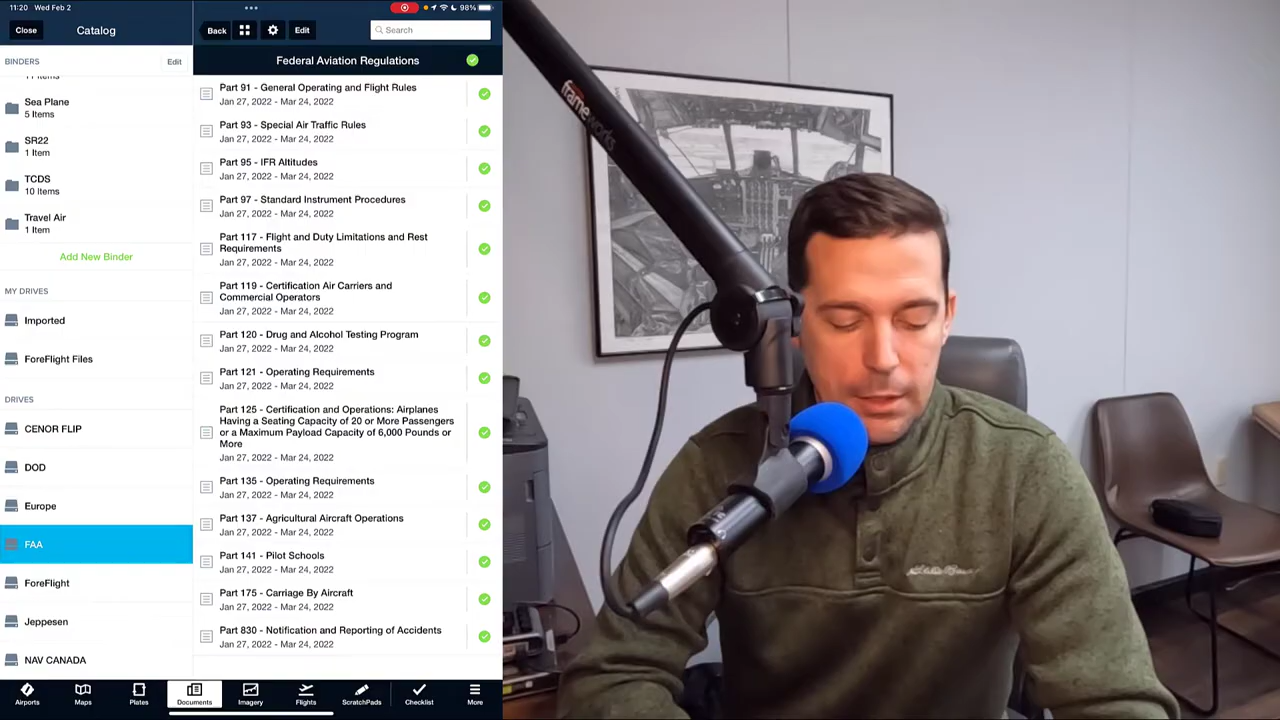 11:20 Wed Feb 2
98%
Close
Catalog
Back
Edit
Search
BINDERS
Edit
Federal Aviation Regulations
11 Items
Sea Plane
5 Items
SR22
1 Item
TCDS
10 Items
Travel Air
1 Item
Add New Binder
MY DRIVES
Imported
ForeFlight Files
DRIVES
CENOR FLIP
DOD
Europe
FAA
ForeFlight
Jeppesen
NAV CANADA
Part 91 - General Operating and Flight Rules
Jan 27, 2022 - Mar 24, 2022
Part 93 - Special Air Traffic Rules
Jan 27, 2022 - Mar 24, 2022
Part 95 - IFR Altitudes
Jan 27, 2022 - Mar 24, 2022
Part 97 - Standard Instrument Procedures
Jan 27, 2022 - Mar 24, 2022
Part 117 - Flight and Duty Limitations and Rest
Requirements
Jan 27, 2022 - Mar 24, 2022
Part 119 - Certification Air Carriers and
Commercial Operators
Jan 27, 2022 - Mar 24, 2022
Part 120 - Drug and Alcohol Testing Program
Jan 27, 2022 - Mar 24, 2022
Part 121 - Operating Requirements
Jan 27, 2022 - Mar 24, 2022
Part 125 - Certification and Operations: Airplanes
Having a Seating Capacity of 20 or More Passengers
or a Maximum Payload Capacity of 6,000 Pounds or
More
Jan 27, 2022 - Mar 24, 2022
Part 135 - Operating Requirements
Jan 27, 2022 - Mar 24, 2022
Part 137 - Agricultural Aircraft Operations
Jan 27, 2022 - Mar 24, 2022
Part 141 - Pilot Schools
Jan 27, 2022 - Mar 24, 2022
Part 175 - Carriage By Aircraft
Jan 27, 2022 - Mar 24, 2022
Part 830 - Notification and Reporting of Accidents
Jan 27, 2022 - Mar 24, 2022
Airports
Maps
Plates
Documents
Imagery
Flights
ScratchPads
Checklist
More
frameworks
Eddie Bauer